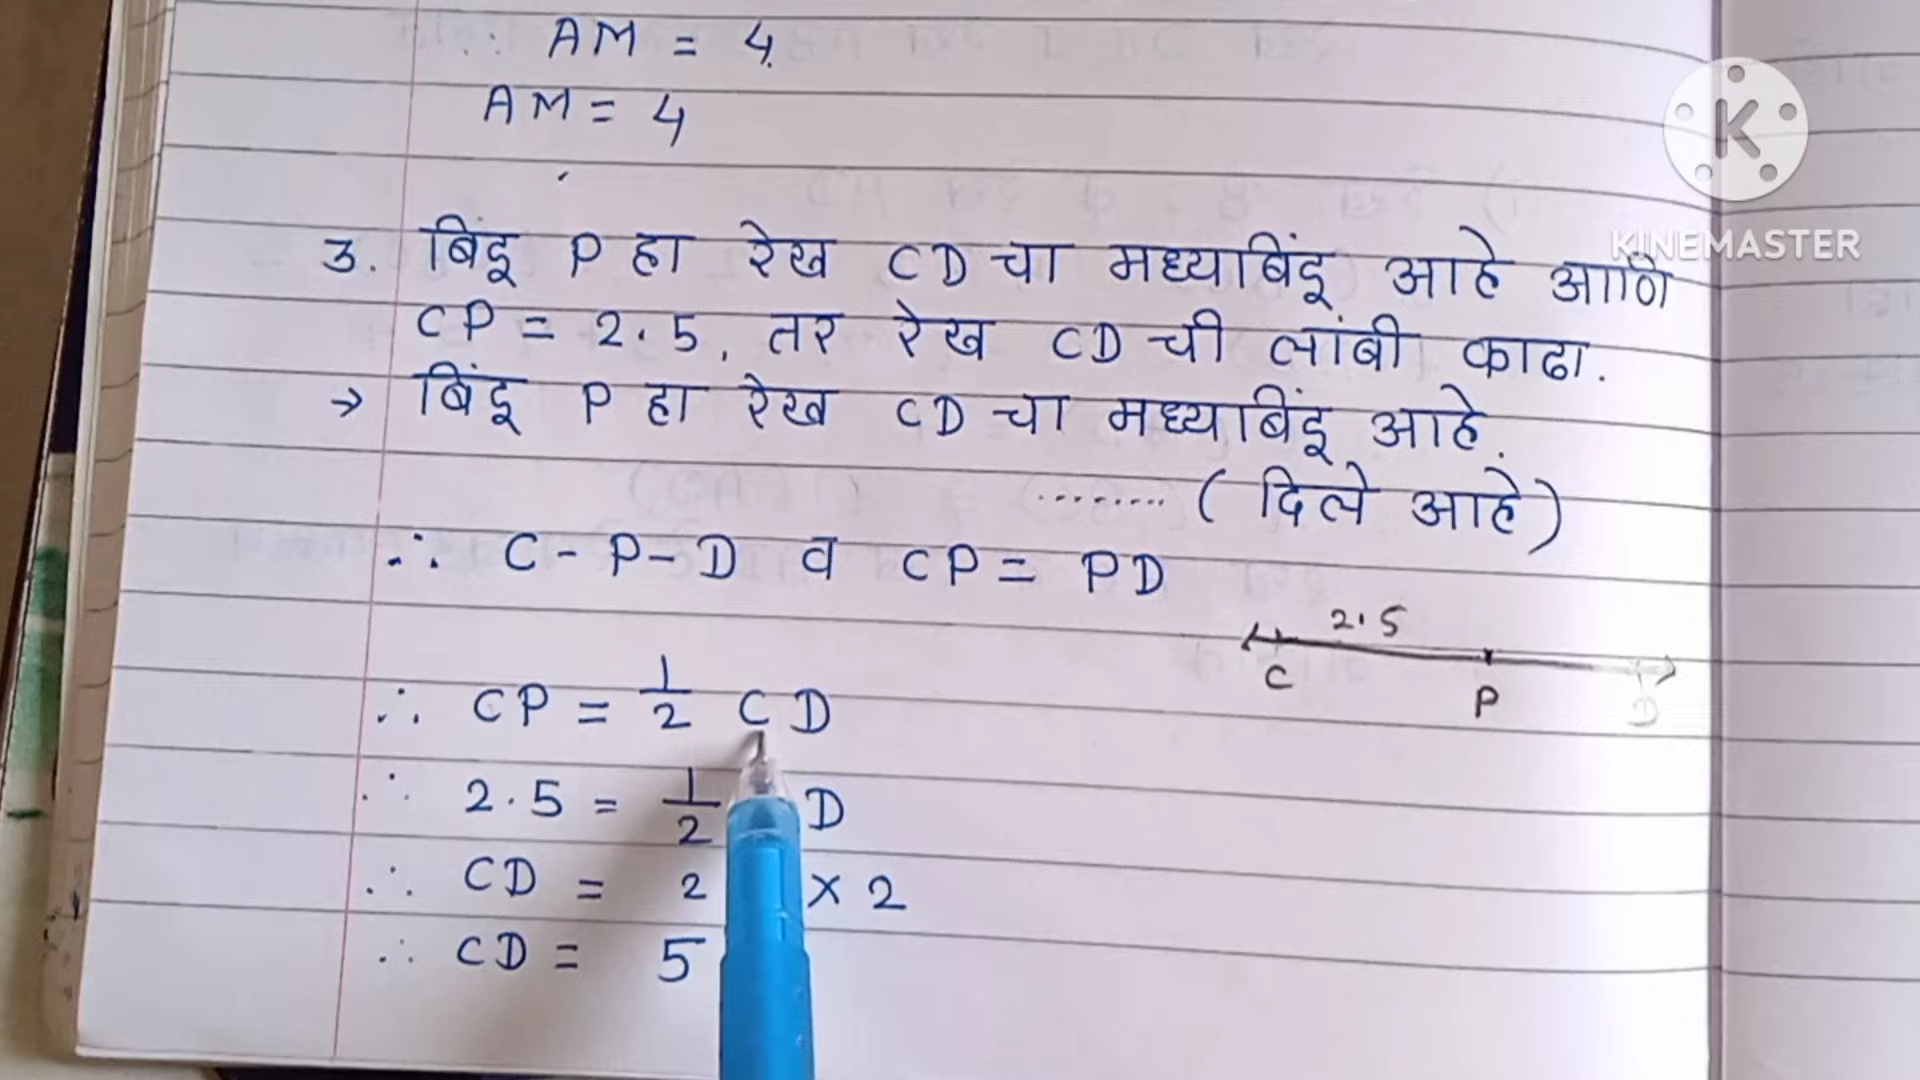 ∴ AM = 4
AM = 4
3. बिंदू P हा रेख CD चा मध्यबिंदू आहे आणि
CP = 2.5, तर रेख CD ची लांबी काढा.
→ बिंदू P हा रेख CD चा मध्यबिंदू आहे.
........ (दिले आहे)
∴ C-P-D व CP = PD
2.5
C P D
∴ CP = 1/2 CD
∴ 2.5 = 1/2 D
∴ CD = 2 × 2
∴ CD = 5
K
KINEMASTER